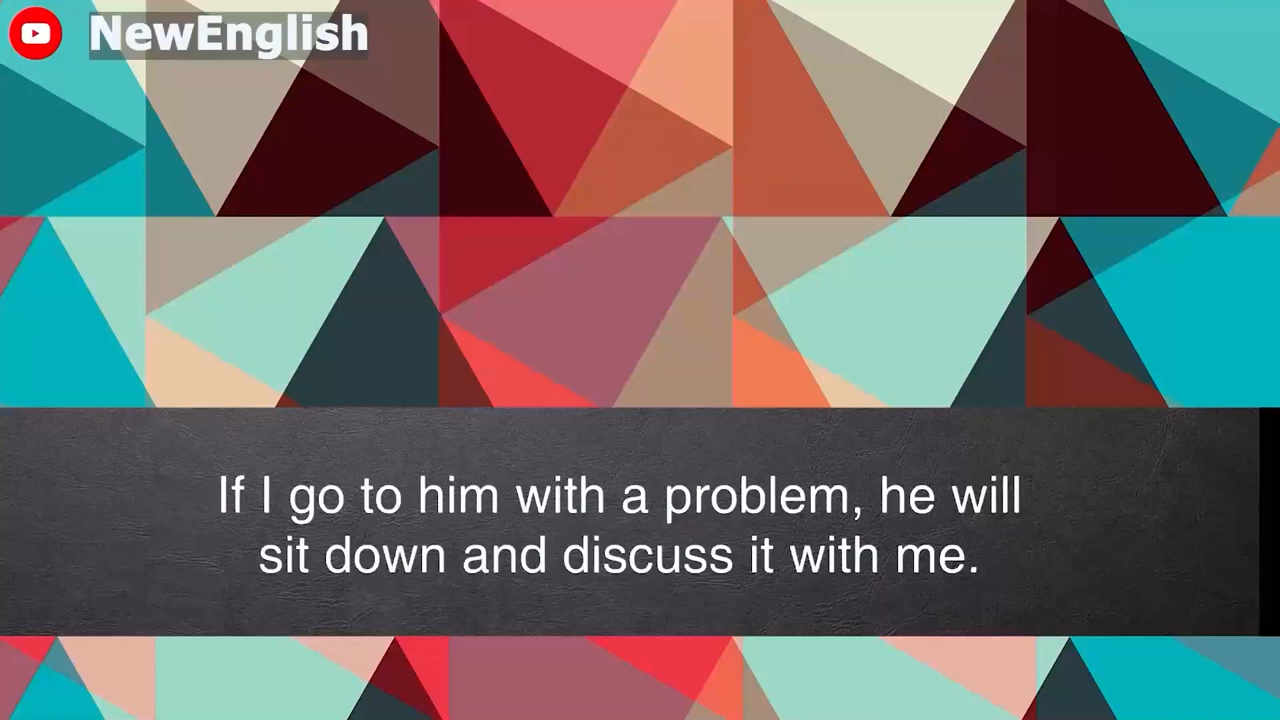 NewEnglish
If I go to him with a problem, he will
sit down and discuss it with me.